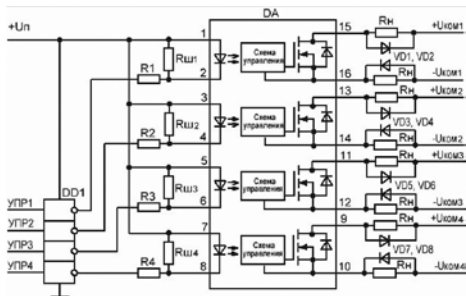 DA
+Uп
1
15
Rн
+Uком1
Rш1
Схема управления
VD1, VD2
R1
2
16
Rн
-Uком1
3
13
Rн
+Uком2
Rш2
Схема управления
VD3, VD4
R2
4
14
Rн
-Uком2
5
11
Rн
+Uком3
DD1
Rш3
Схема управления
VD5, VD6
УПР1
R3
6
12
Rн
-Uком3
УПР2
7
9
Rн
+Uком4
УПР3
Rш4
Схема управления
VD7, VD8
УПР4
R4
8
10
Rн
-Uком4